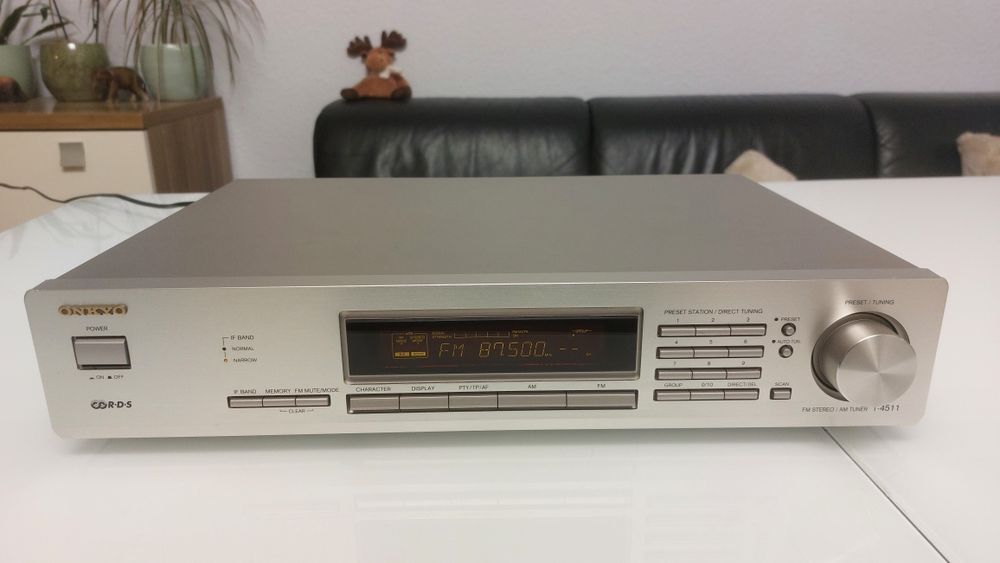 ONKYO
POWER
ON OFF
R·D·S
IF BAND
NORMAL
NARROW
IF BAND MEMORY FM MUTE/MODE
CLEAR
FM 87.500 --
CHARACTER DISPLAY PTY/TP/AF AM FM
PRESET STATION / DIRECT TUNING
1 2 3
4 5 6
7 8 9
GROUP 0/10 DIRECT/DEL SCAN
PRESET
AUTO TUN.
PRESET / TUNING
FM STEREO / AM TUNER T-4511